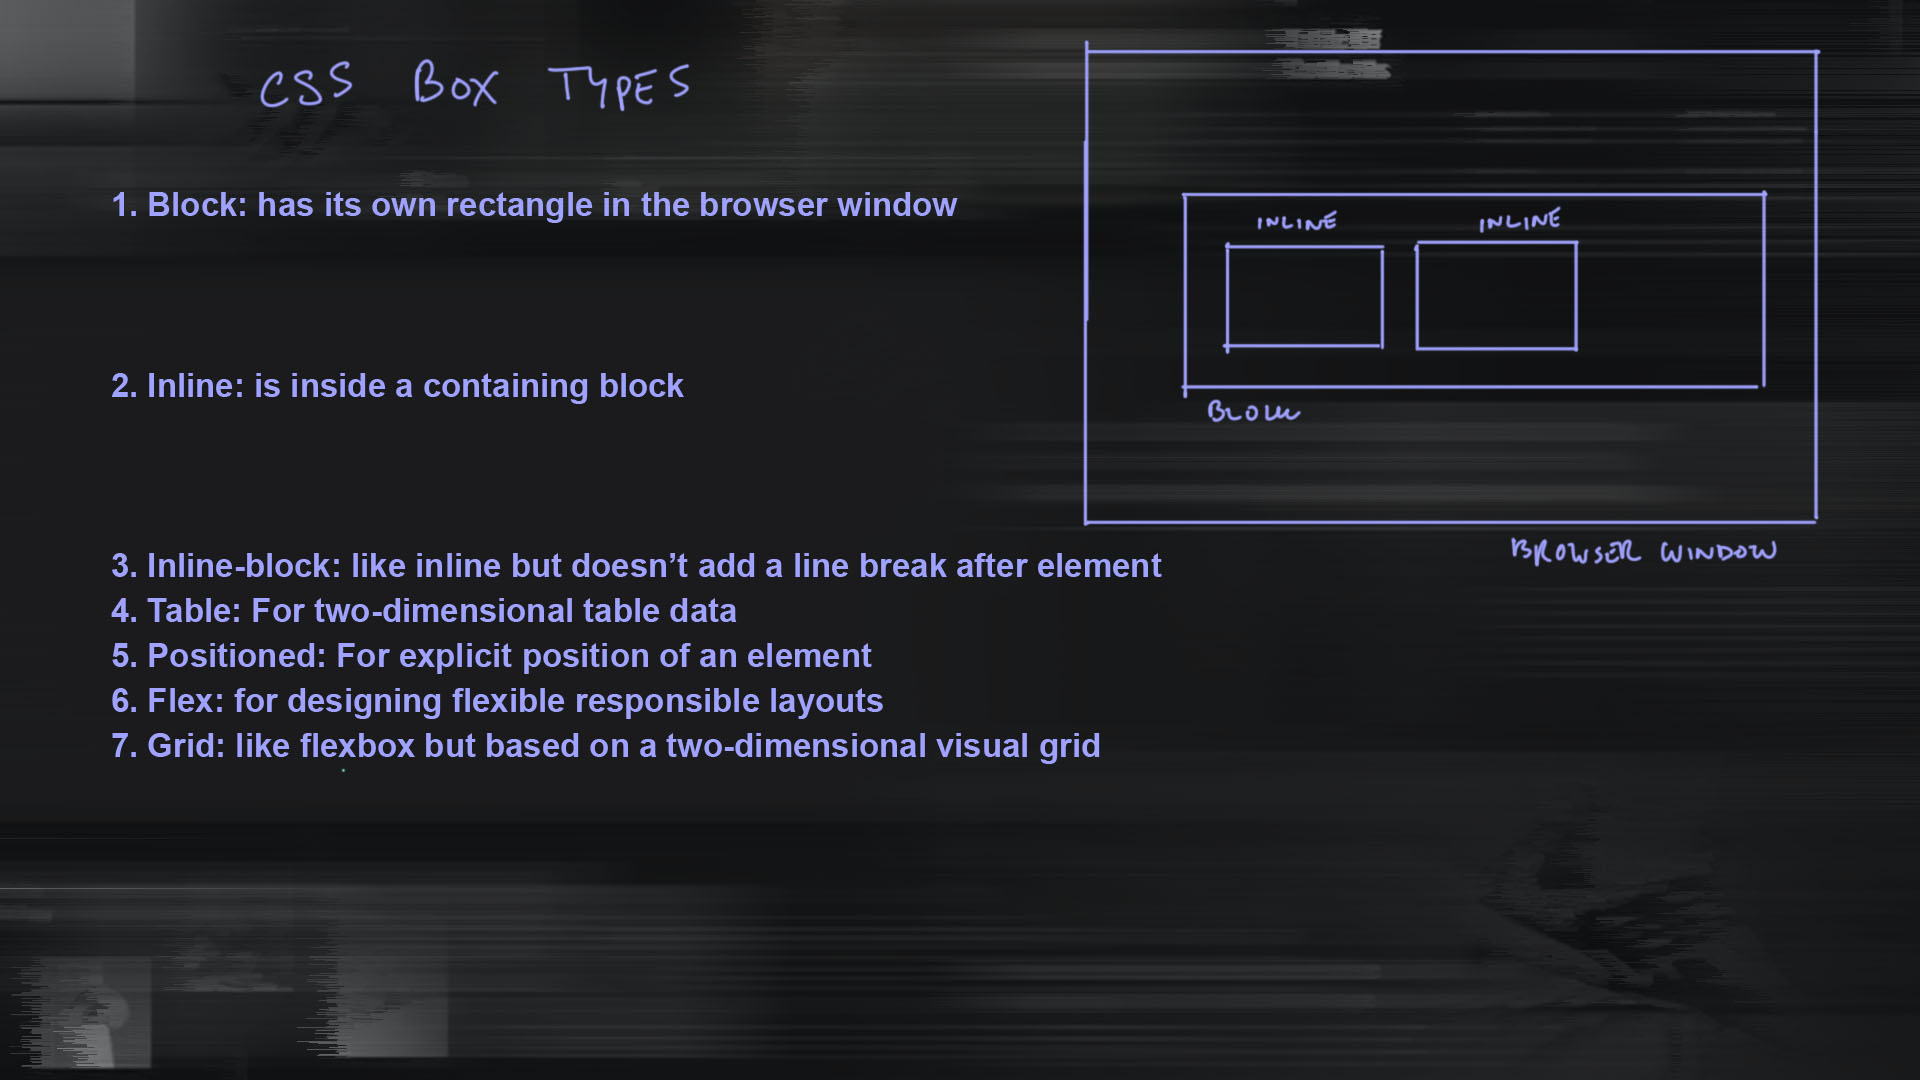 CSS BOX TYPES
1. Block: has its own rectangle in the browser window
INLINE INLINE
2. Inline: is inside a containing block
BLOCK
BROWSER WINDOW
3. Inline-block: like inline but doesn’t add a line break after element
4. Table: For two-dimensional table data
5. Positioned: For explicit position of an element
6. Flex: for designing flexible responsible layouts
7. Grid: like flexbox but based on a two-dimensional visual grid